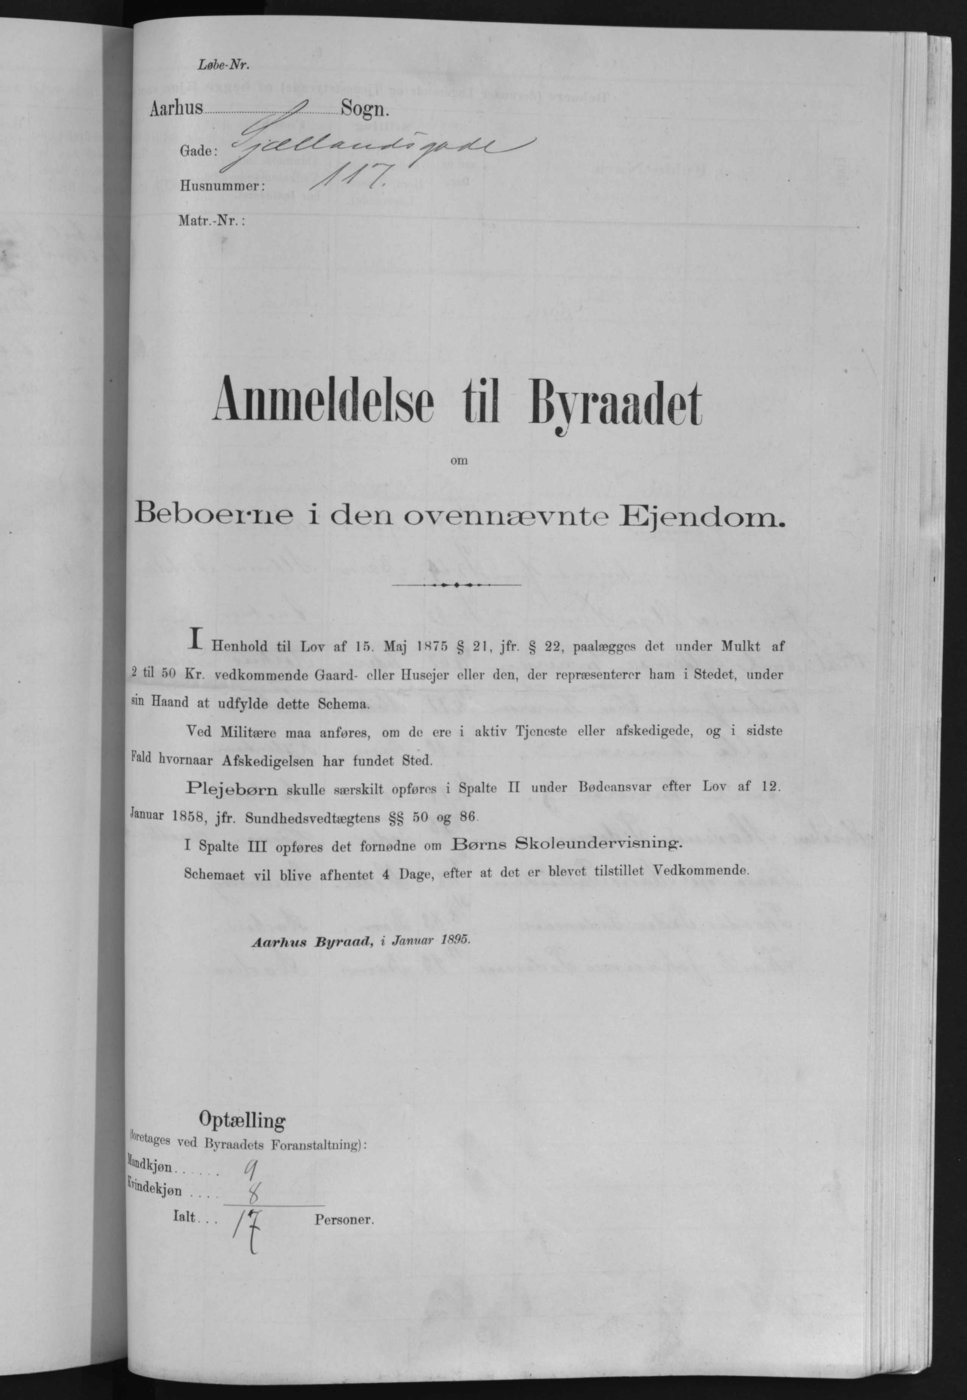 Løbe-Nr.
Aarhus Sogn.
Gade: Sjællandsgade
Husnummer: 117.
Matr.-Nr.:
Anmeldelse til Byraadet
om
Beboerne i den ovennævnte Ejendom.
I Henhold til Lov af 15. Maj 1875 § 21, jfr. § 22, paalægges det under Mulkt af
2 til 50 Kr. vedkommende Gaard- eller Husejer eller den, der repræsenterer ham i Stedet, under
sin Haand at udfylde dette Schema.
Ved Militære maa anføres, om de ere i aktiv Tjeneste eller afskedigede, og i sidste
Fald hvornaar Afskedigelsen har fundet Sted.
Plejebørn skulle særskilt opføres i Spalte II under Bødeansvar efter Lov af 12.
Januar 1858, jfr. Sundhedsvedtægtens §§ 50 og 86.
I Spalte III opføres det fornødne om Børns Skoleundervisning.
Schemaet vil blive afhentet 4 Dage, efter at det er blevet tilstillet Vedkommende.
Aarhus Byraad, i Januar 1895.
Optælling
(foretages ved Byraadets Foranstaltning):
Mandkjøn...... 9
Kvindekjøn .... 8
Ialt... 17 Personer.